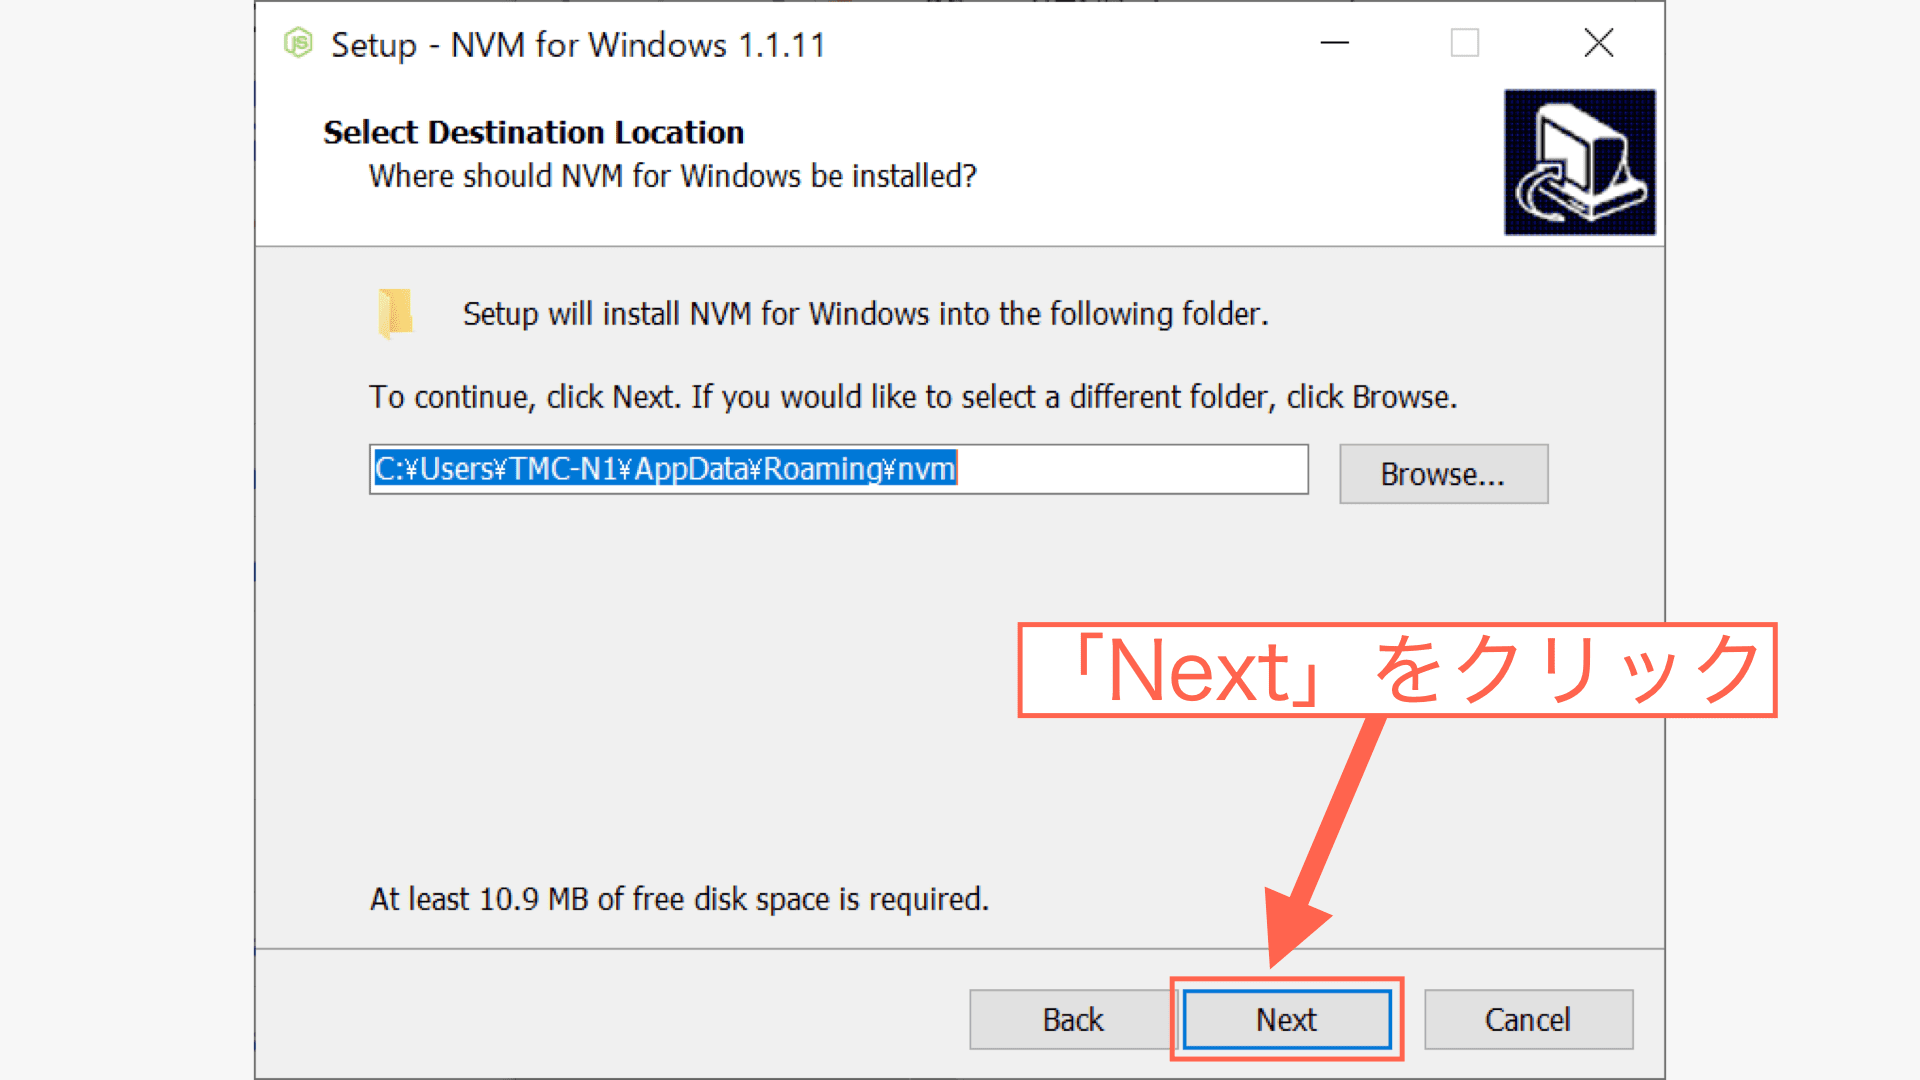 Setup - NVM for Windows 1.1.11
Select Destination Location
Where should NVM for Windows be installed?
Setup will install NVM for Windows into the following folder.
To continue, click Next. If you would like to select a different folder, click Browse.
C:¥Users¥TMC-N1¥AppData¥Roaming¥nvm
Browse...
「Next」をクリック
At least 10.9 MB of free disk space is required.
Back Next Cancel